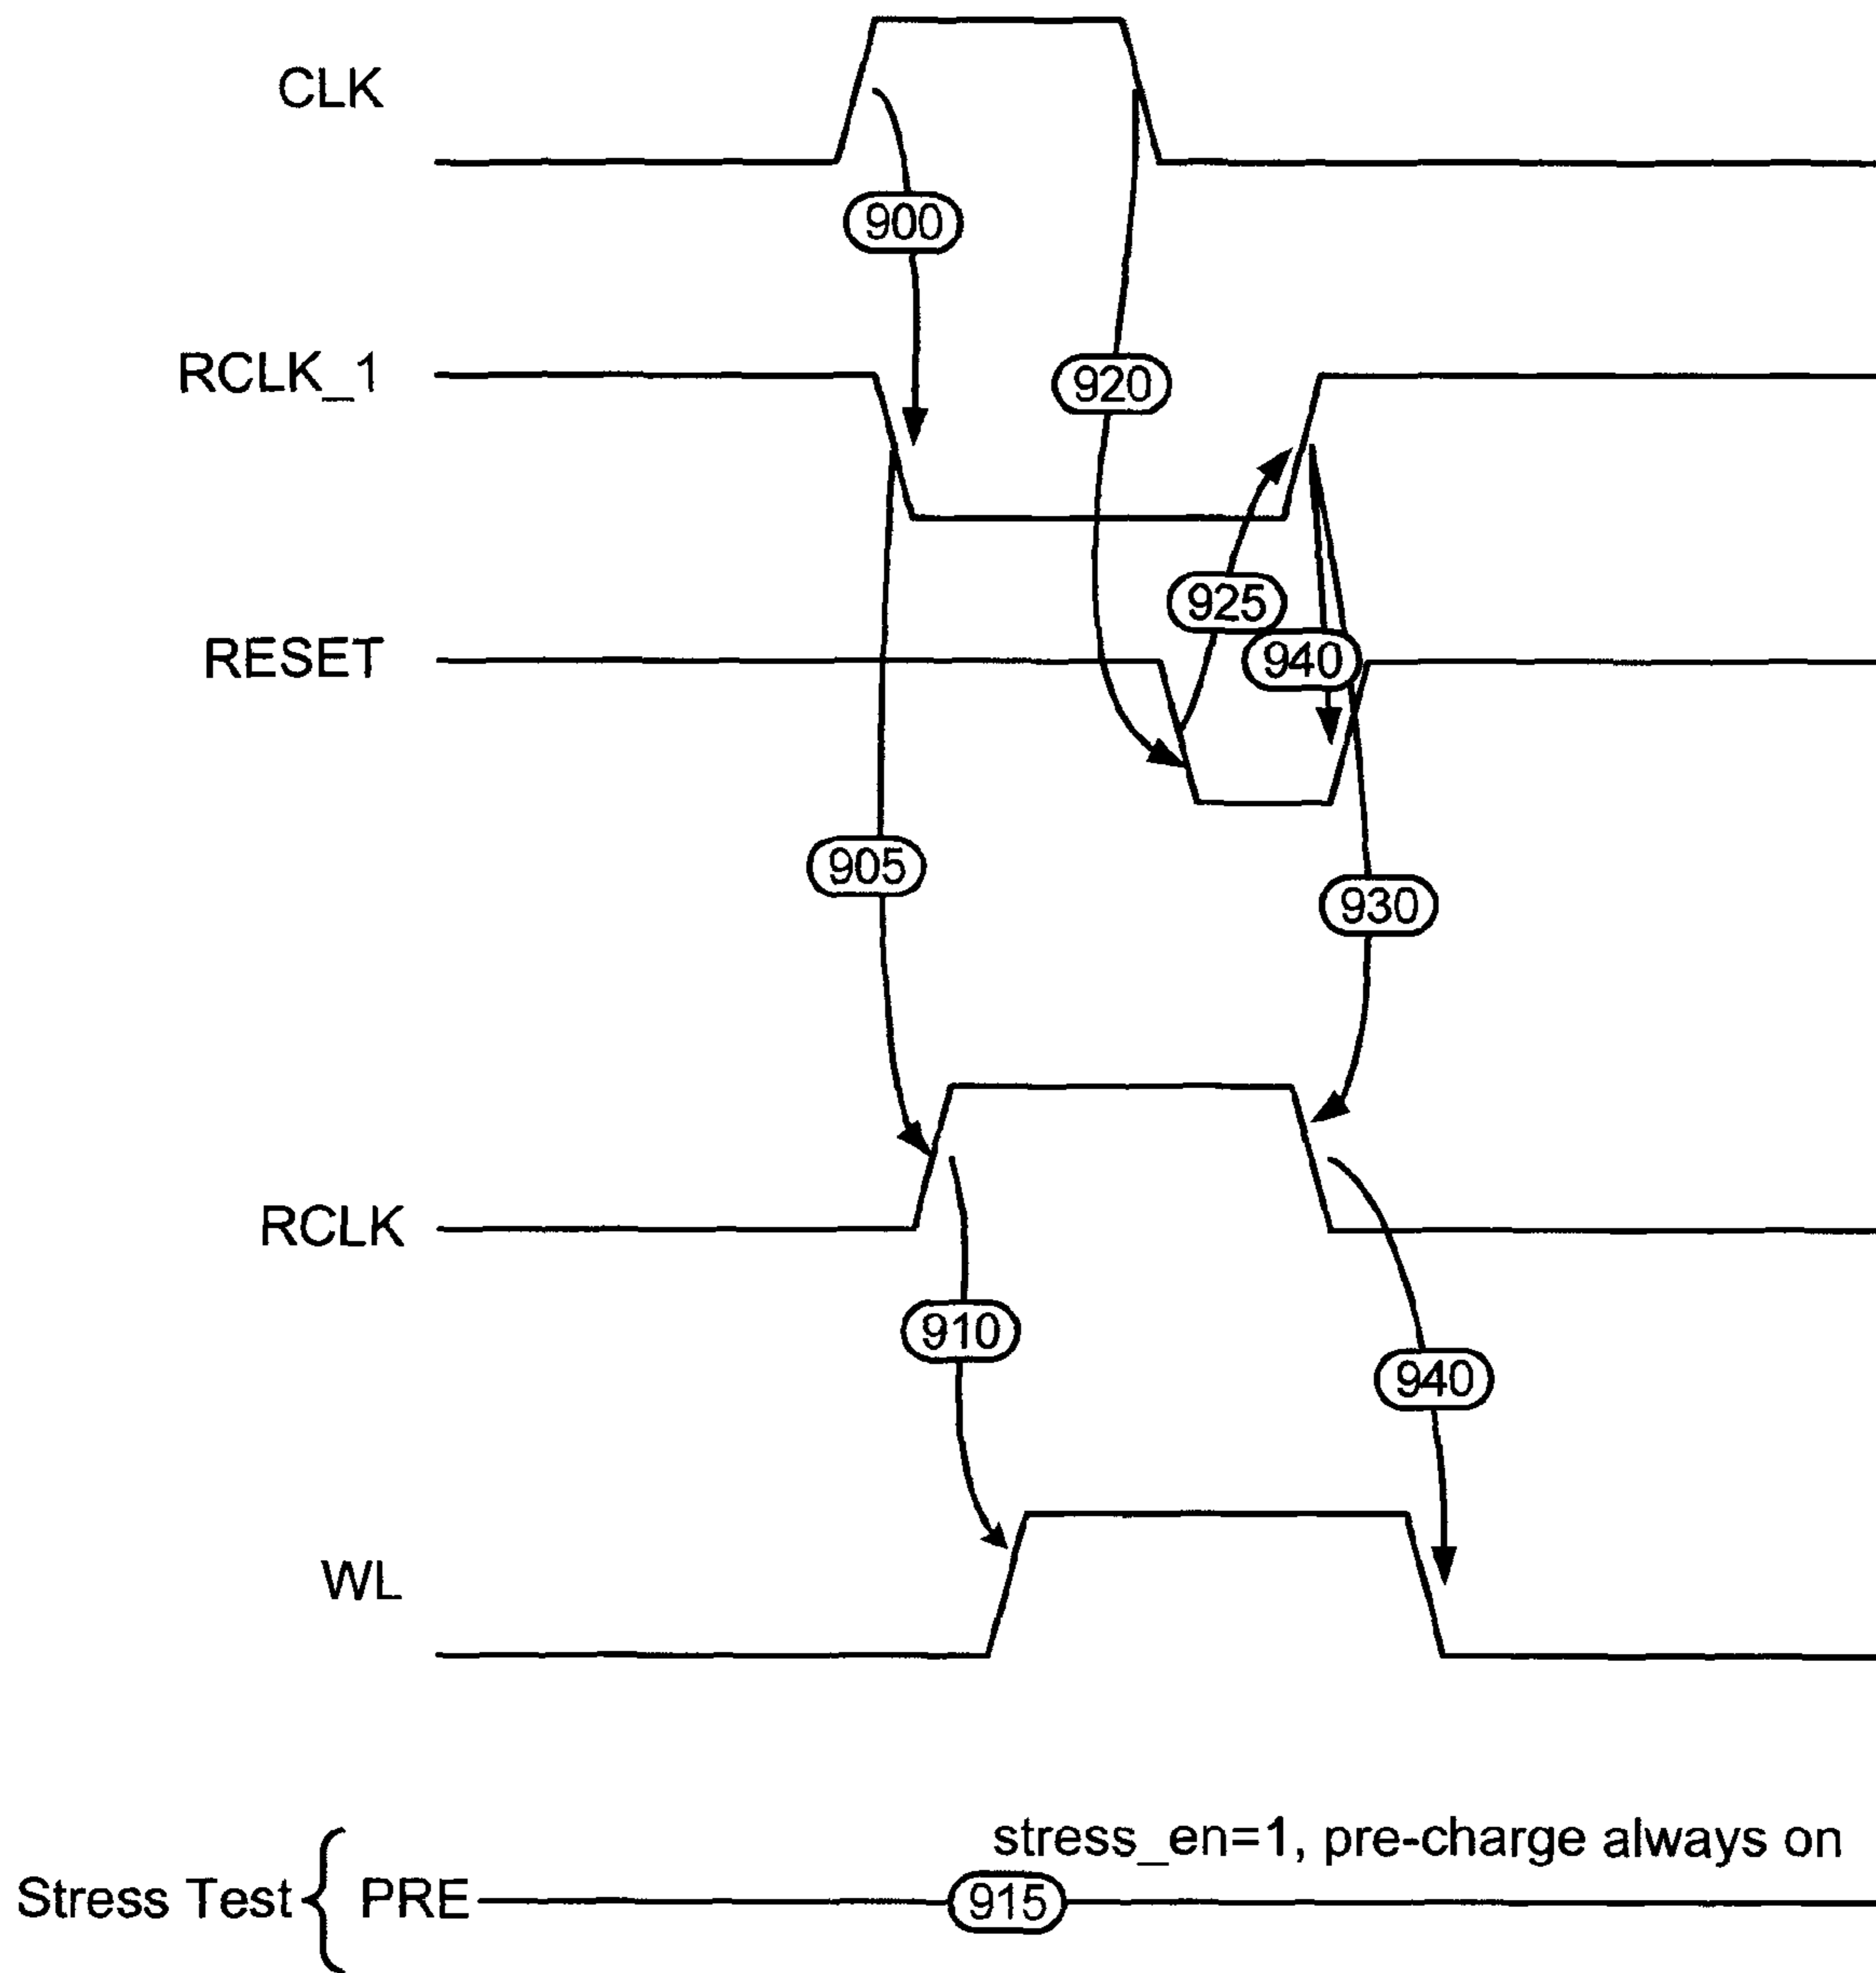 CLK
900
RCLK_1
920
925
RESET
940
905
930
RCLK
910
940
WL
stress_en=1, pre-charge always on
Stress Test { PRE
915